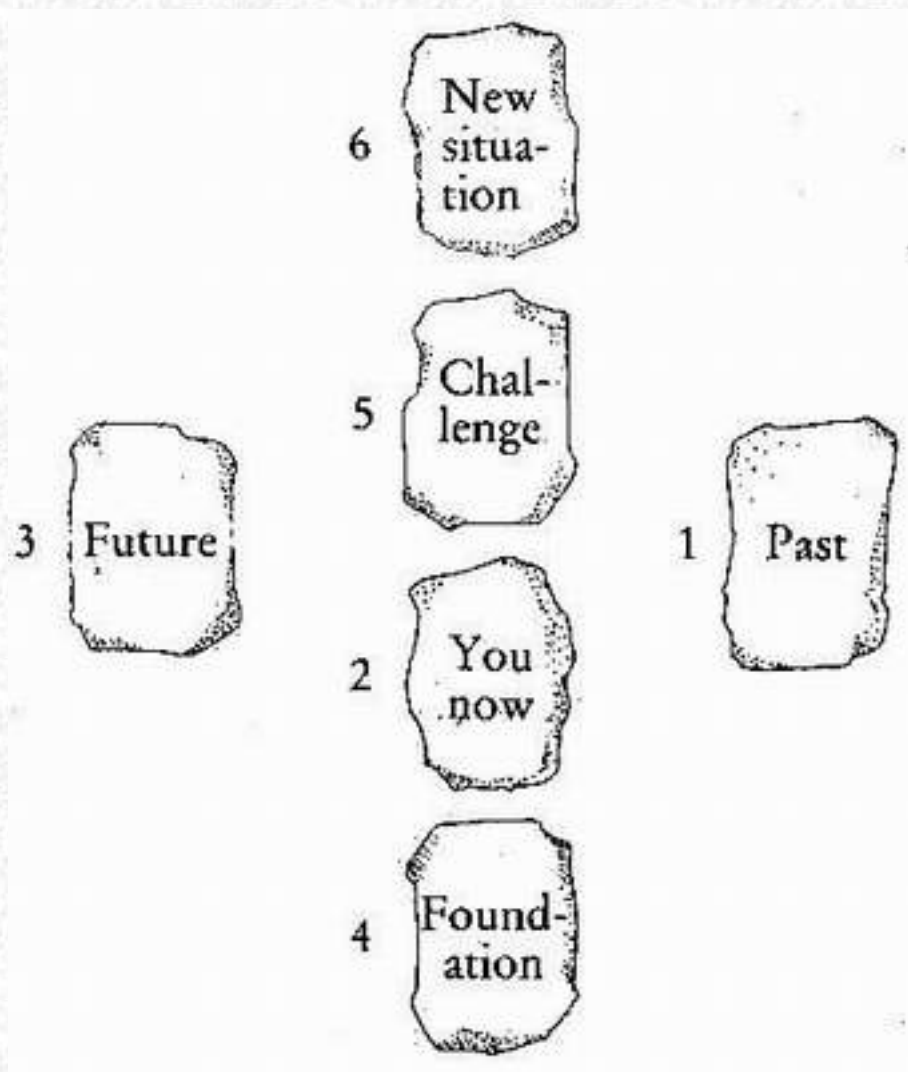 6
New
situa-
tion
5
Chal-
lenge
3
Future
1
Past
2
You
now
4
Found-
ation